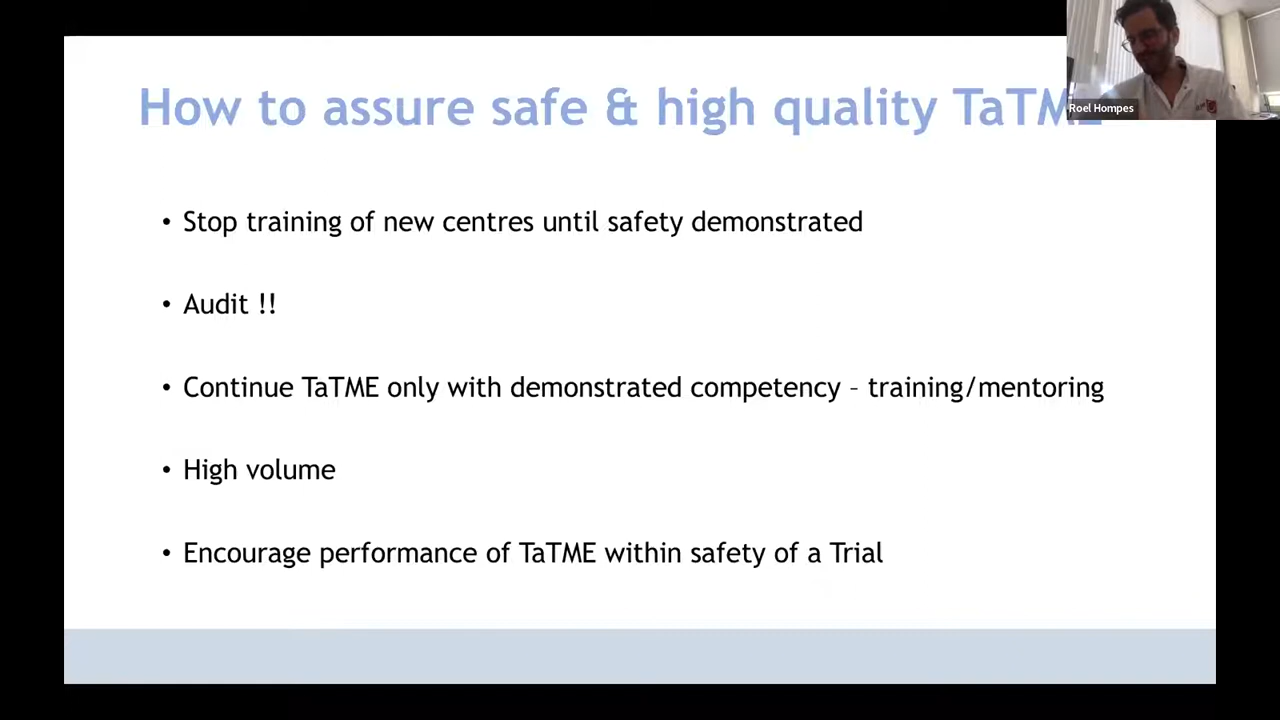 How to assure safe & high quality TaTME
Roel Hompes
• Stop training of new centres until safety demonstrated
• Audit !!
• Continue TaTME only with demonstrated competency – training/mentoring
• High volume
• Encourage performance of TaTME within safety of a Trial